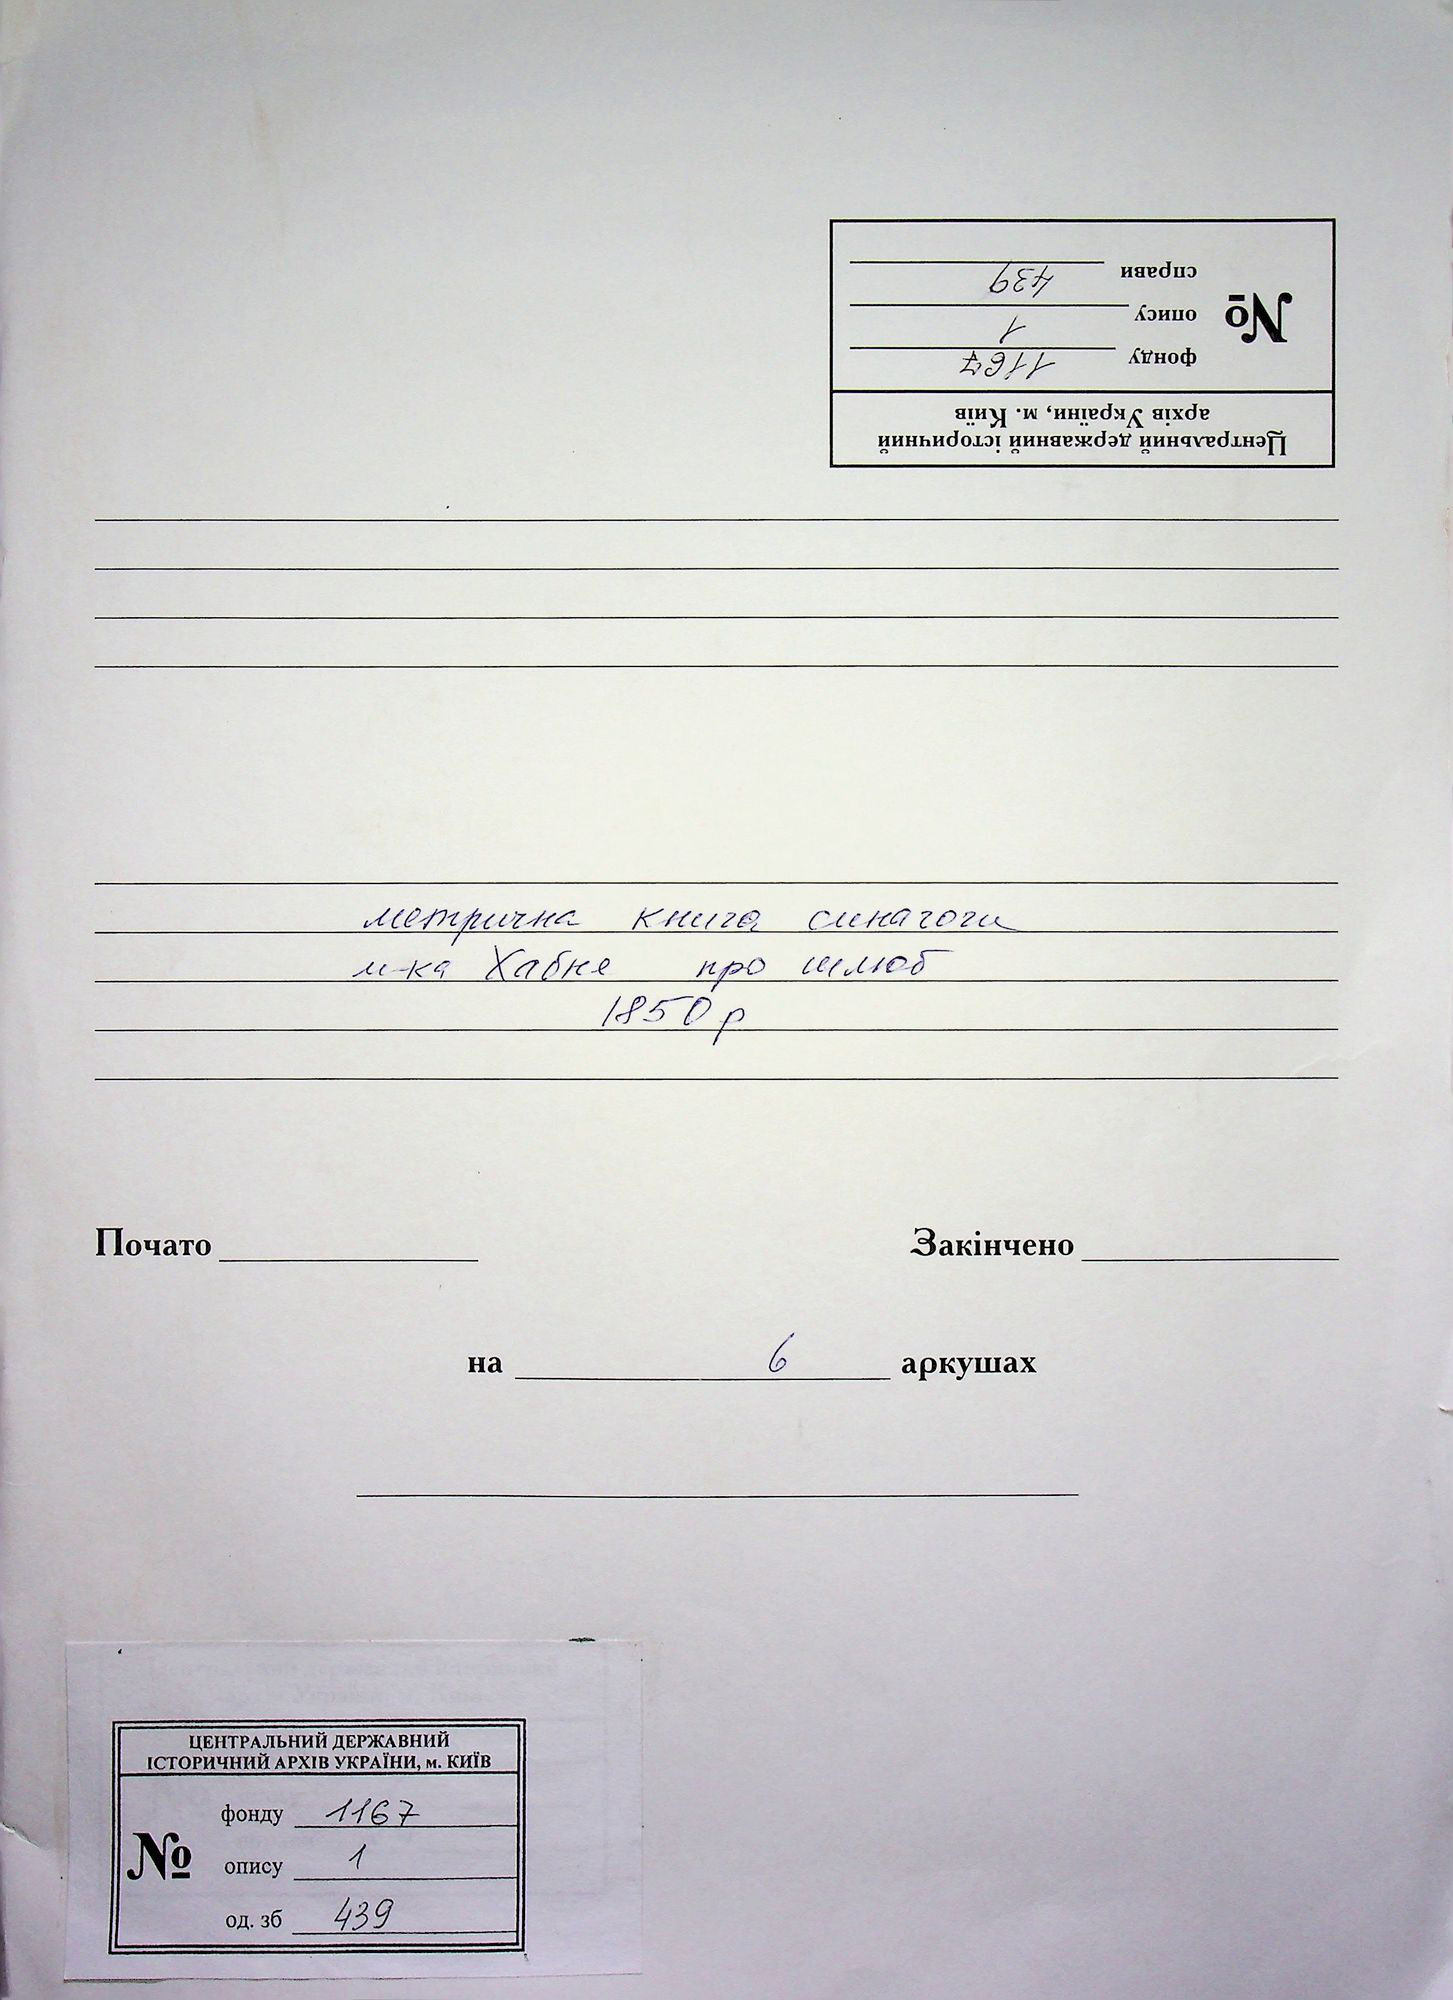 Центральний державний історичний
архів України, м. Київ
№
фонду 1167
опису 1
справи 439
метрична книга синагоги
м-ка Хабне про шлюб
1850 р
Почато
Закінчено
на 6 аркушах
ЦЕНТРАЛЬНИЙ ДЕРЖАВНИЙ
ІСТОРИЧНИЙ АРХІВ УКРАЇНИ, м. КИЇВ
№
фонду 1167
опису 1
од. зб 439